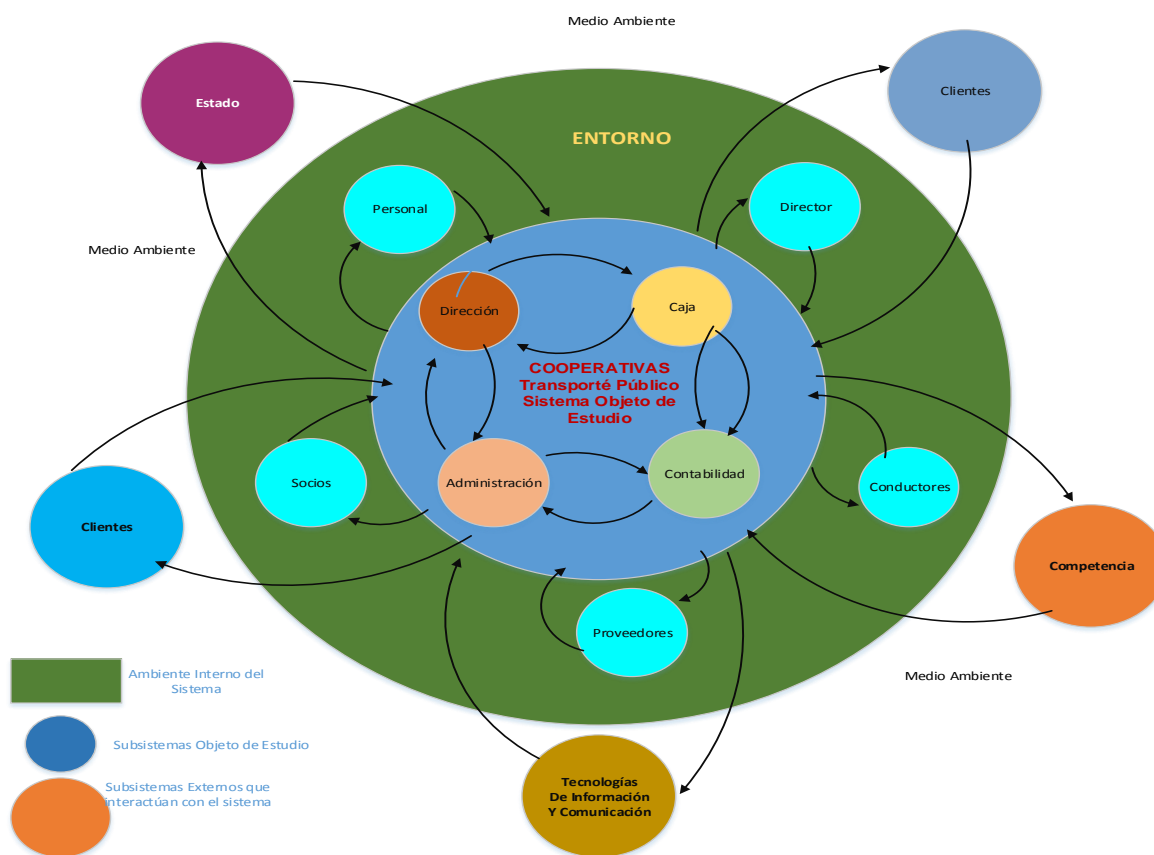 Medio Ambiente
Estado
Clientes
ENTORNO
Personal
Director
Medio Ambiente
Dirección
Caja
COOPERATIVAS
Transporté Público
Sistema Objeto de
Estudio
Socios
Administración
Contabilidad
Conductores
Clientes
Competencia
Proveedores
Medio Ambiente
Ambiente Interno del
Sistema
Subsistemas Objeto de Estudio
Subsistemas Externos que
interactúan con el sistema
Tecnologías
De Información
Y Comunicación